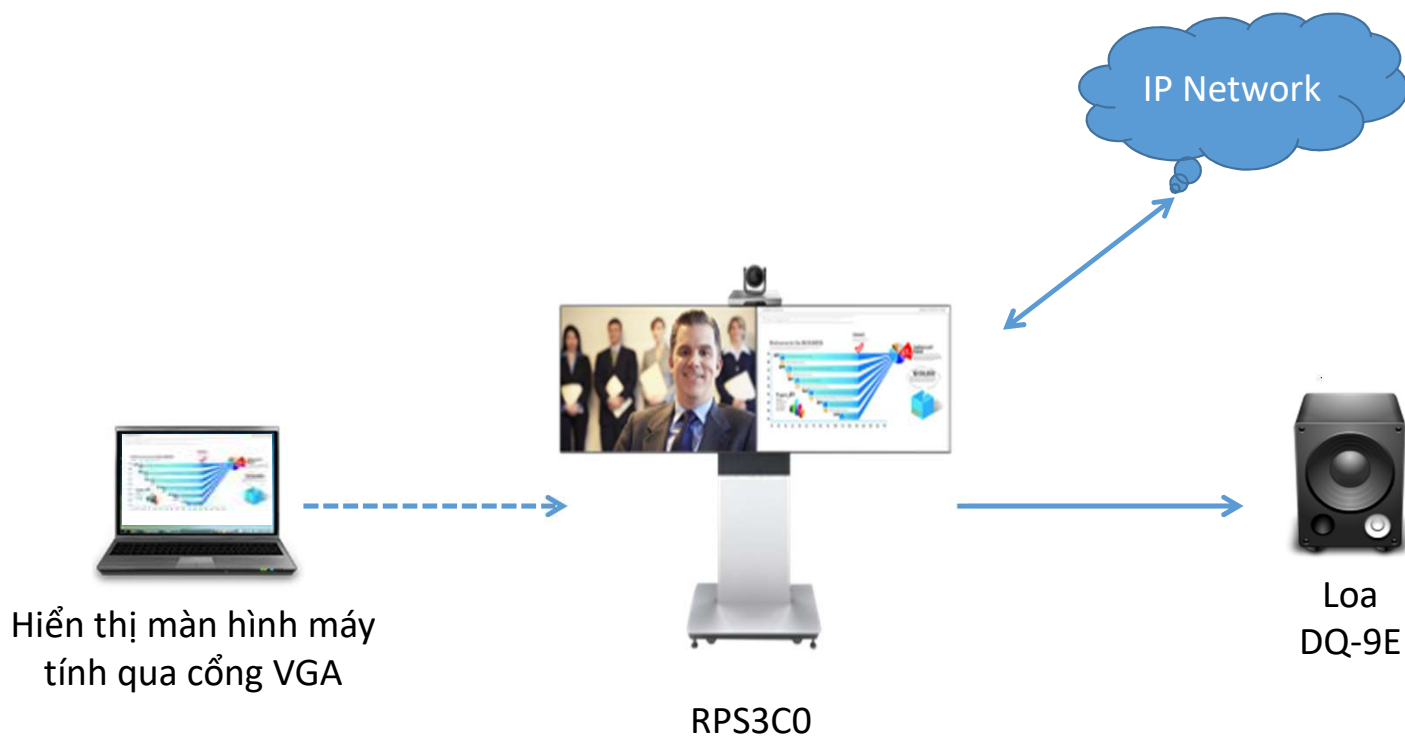 IP Network
Hiển thị màn hình máy
tính qua cổng VGA
Loa
DQ-9E
RPS3C0